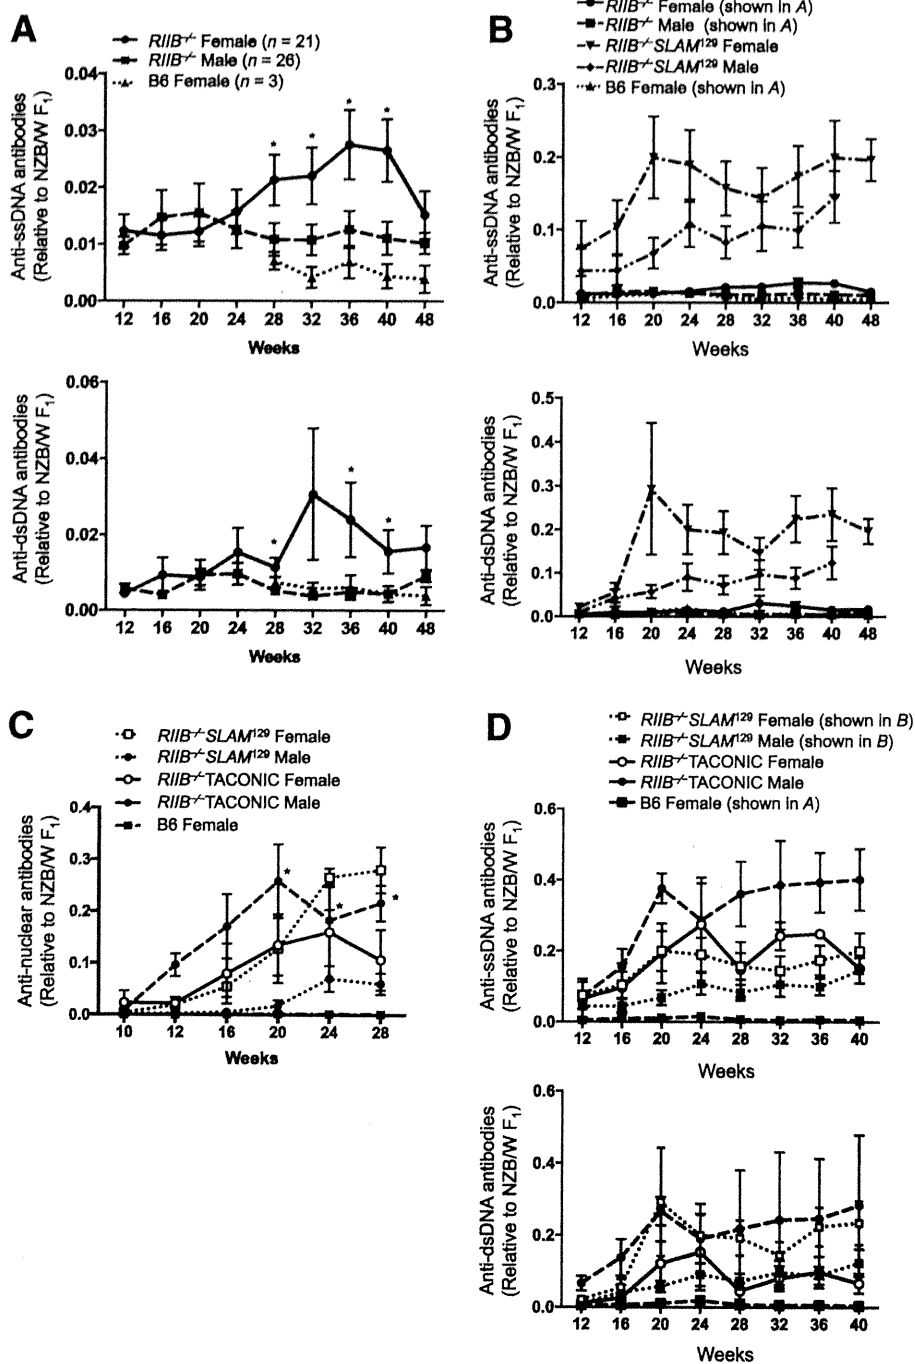 A
RIIB-/- Female (n = 21)
RIIB-/- Male (n = 26)
B6 Female (n = 3)
Anti-ssDNA antibodies
(Relative to NZB/W F1)
0.04
0.03
0.02
0.01
0.00
* * * *
12 16 20 24 28 32 36 40 48
Weeks
Anti-dsDNA antibodies
(Relative to NZB/W F1)
0.06
0.04
0.02
0.00
* * *
12 16 20 24 28 32 36 40 48
Weeks
B
RIIB-/- Female (shown in A)
RIIB-/- Male (shown in A)
RIIB-/-SLAM129 Female
RIIB-/-SLAM129 Male
B6 Female (shown in A)
Anti-ssDNA antibodies
(Relative to NZB/W F1)
0.3
0.2
0.1
0.0
12 16 20 24 28 32 36 40 48
Weeks
Anti-dsDNA antibodies
(Relative to NZB/W F1)
0.5
0.4
0.3
0.2
0.1
0.0
12 16 20 24 28 32 36 40 48
Weeks
C
RIIB-/-SLAM129 Female
RIIB-/-SLAM129 Male
RIIB-/-TACONIC Female
RIIB-/-TACONIC Male
B6 Female
Anti-nuclear antibodies
(Relative to NZB/W F1)
0.4
0.3
0.2
0.1
0.0
* * *
10 12 16 20 24 28
Weeks
D
RIIB-/-SLAM129 Female (shown in B)
RIIB-/-SLAM129 Male (shown in B)
RIIB-/-TACONIC Female
RIIB-/-TACONIC Male
B6 Female (shown in A)
Anti-ssDNA antibodies
(Relative to NZB/W F1)
0.6
0.4
0.2
0.0
12 16 20 24 28 32 36 40
Weeks
Anti-dsDNA antibodies
(Relative to NZB/W F1)
0.6
0.4
0.2
0.0
12 16 20 24 28 32 36 40
Weeks